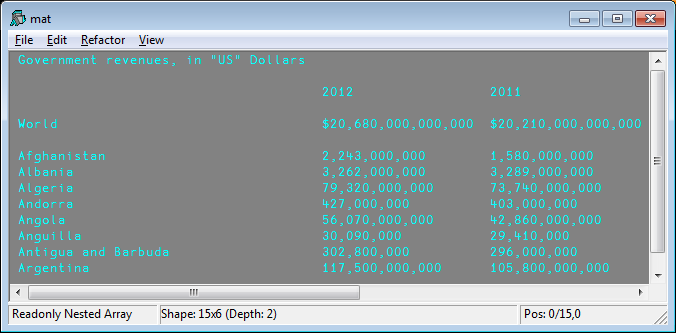 mat
File Edit Refactor View
Government revenues, in "US" Dollars
2012 2011
World $20,680,000,000,000 $20,210,000,000,000
Afghanistan 2,243,000,000 1,580,000,000
Albania 3,262,000,000 3,289,000,000
Algeria 79,320,000,000 73,740,000,000
Andorra 427,000,000 403,000,000
Angola 56,070,000,000 42,860,000,000
Anguilla 30,090,000 29,410,000
Antigua and Barbuda 302,800,000 296,000,000
Argentina 117,500,000,000 105,800,000,000
Readonly Nested Array Shape: 15x6 (Depth: 2) Pos: 0/15,0